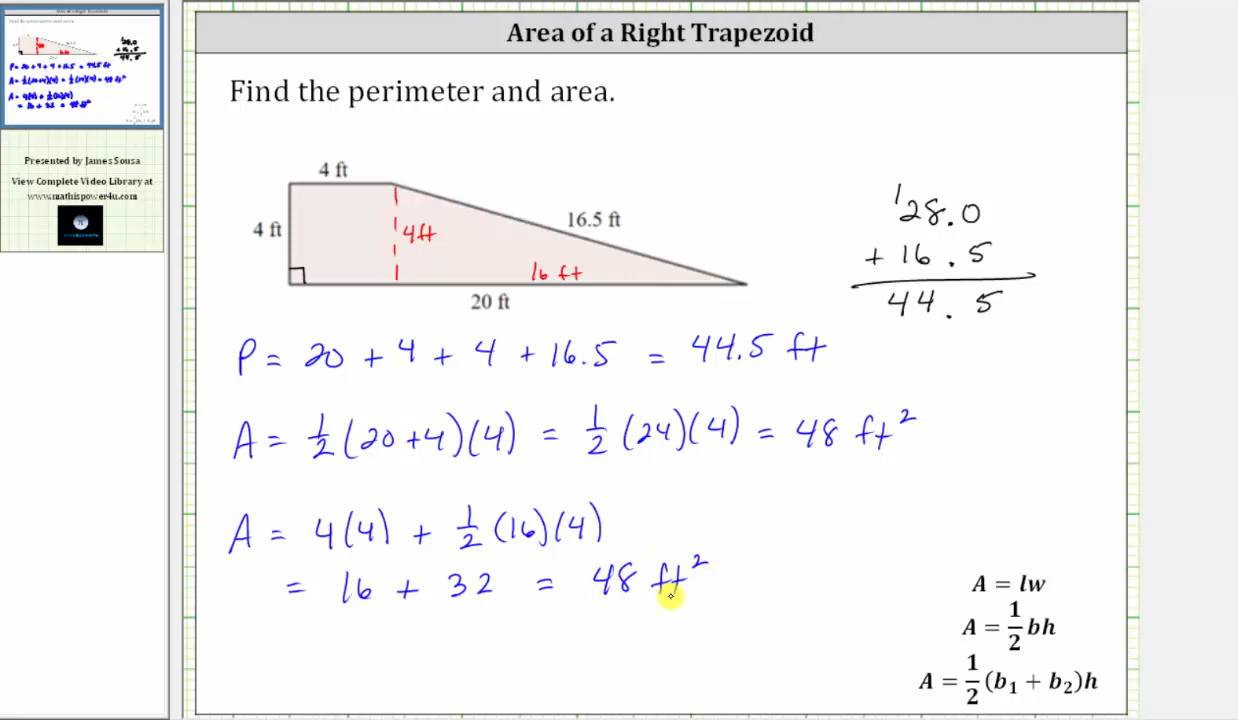 Area of a Right Trapezoid
Find the perimeter and area.
4 ft
4 ft
4ft
16.5 ft
16 ft
20 ft
1
28.0
+ 16.5
44.5
P = 20 + 4 + 4 + 16.5 = 44.5 ft
A = 1/2 (20+4)(4) = 1/2 (24)(4) = 48 ft²
A = 4(4) + 1/2 (16)(4)
= 16 + 32 = 48 ft²
A = lw
A = 1/2 bh
A = 1/2 (b₁ + b₂)h
Presented by James Sousa
View Complete Video Library at
www.mathispower4u.com